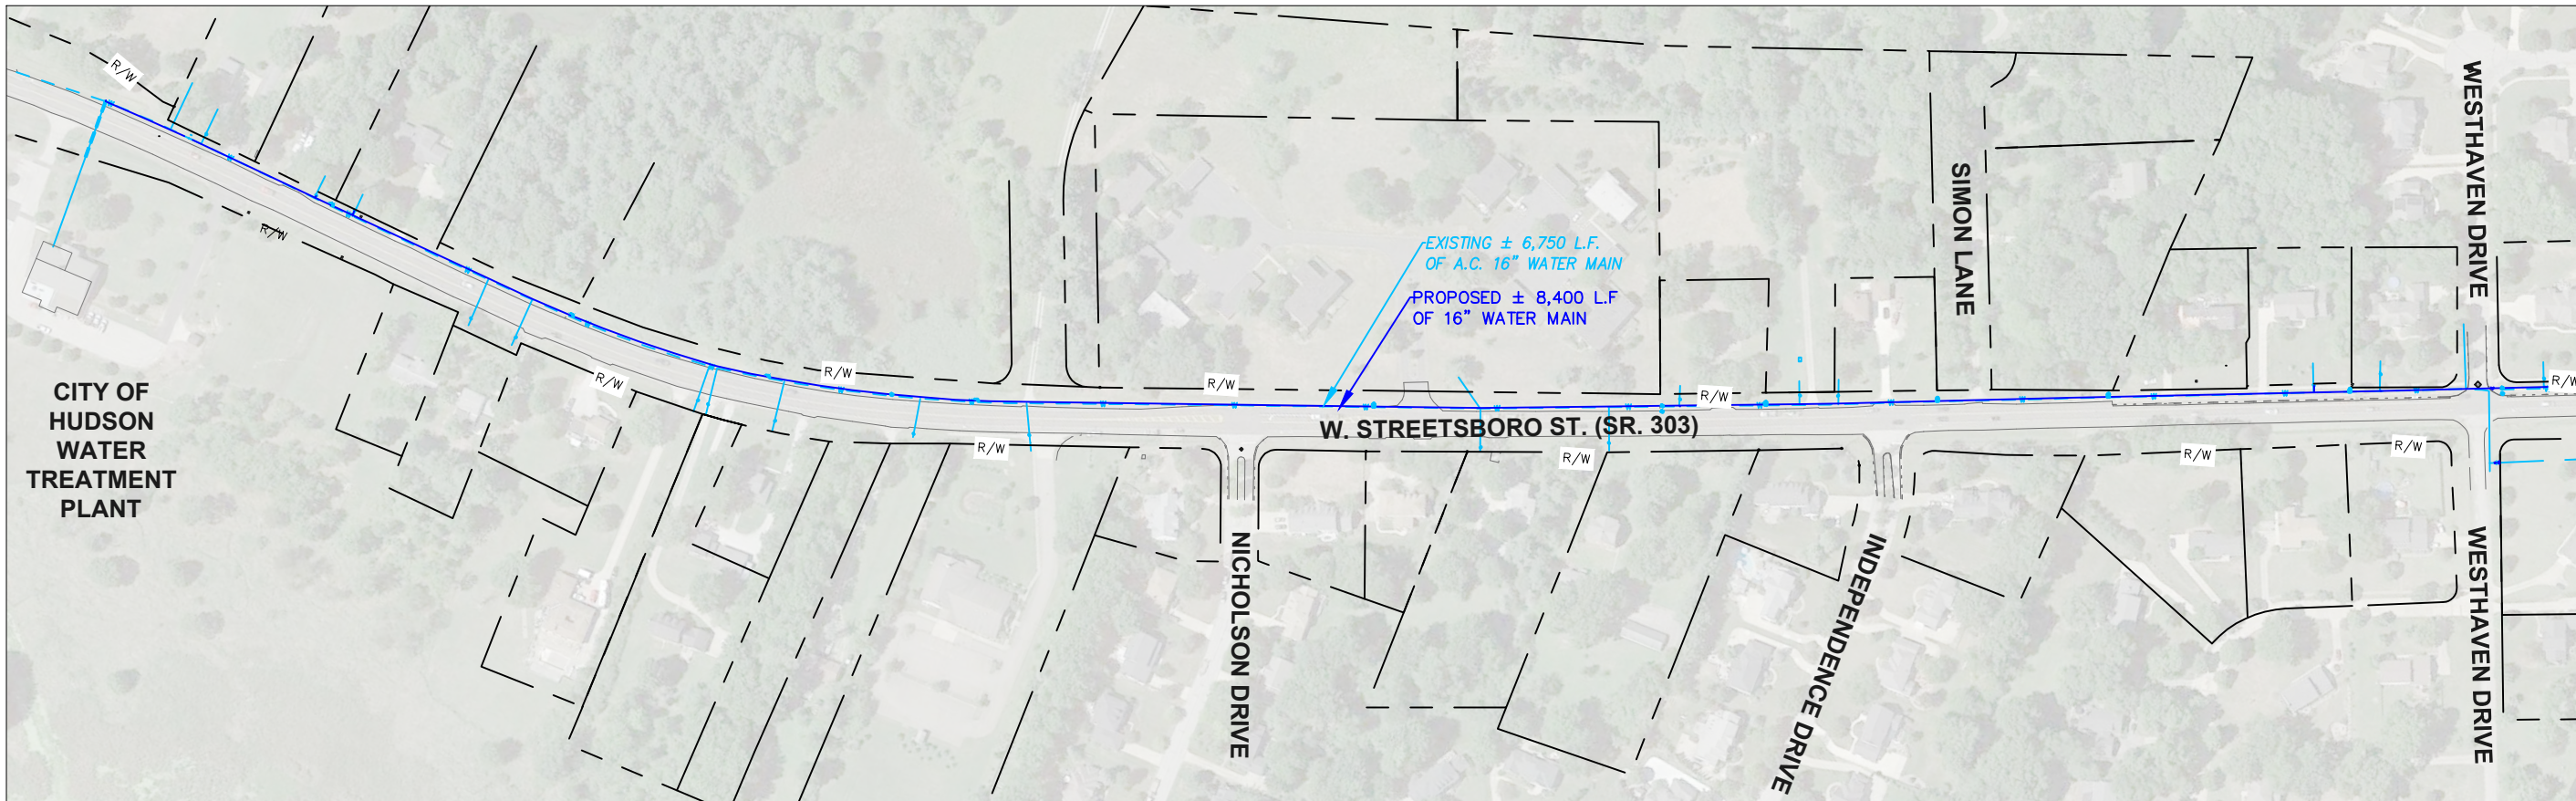 R/W
R/W
R/W
R/W
R/W
R/W
R/W
R/W
R/W
R/W
R/W
CITY OF
HUDSON
WATER
TREATMENT
PLANT
EXISTING ± 6,750 L.F.
OF A.C. 16" WATER MAIN
PROPOSED ± 8,400 L.F
OF 16" WATER MAIN
W. STREETSBORO ST. (SR. 303)
SIMON LANE
WESTHAVEN DRIVE
NICHOLSON DRIVE
INDEPENDENCE DRIVE
WESTHAVEN DRIVE